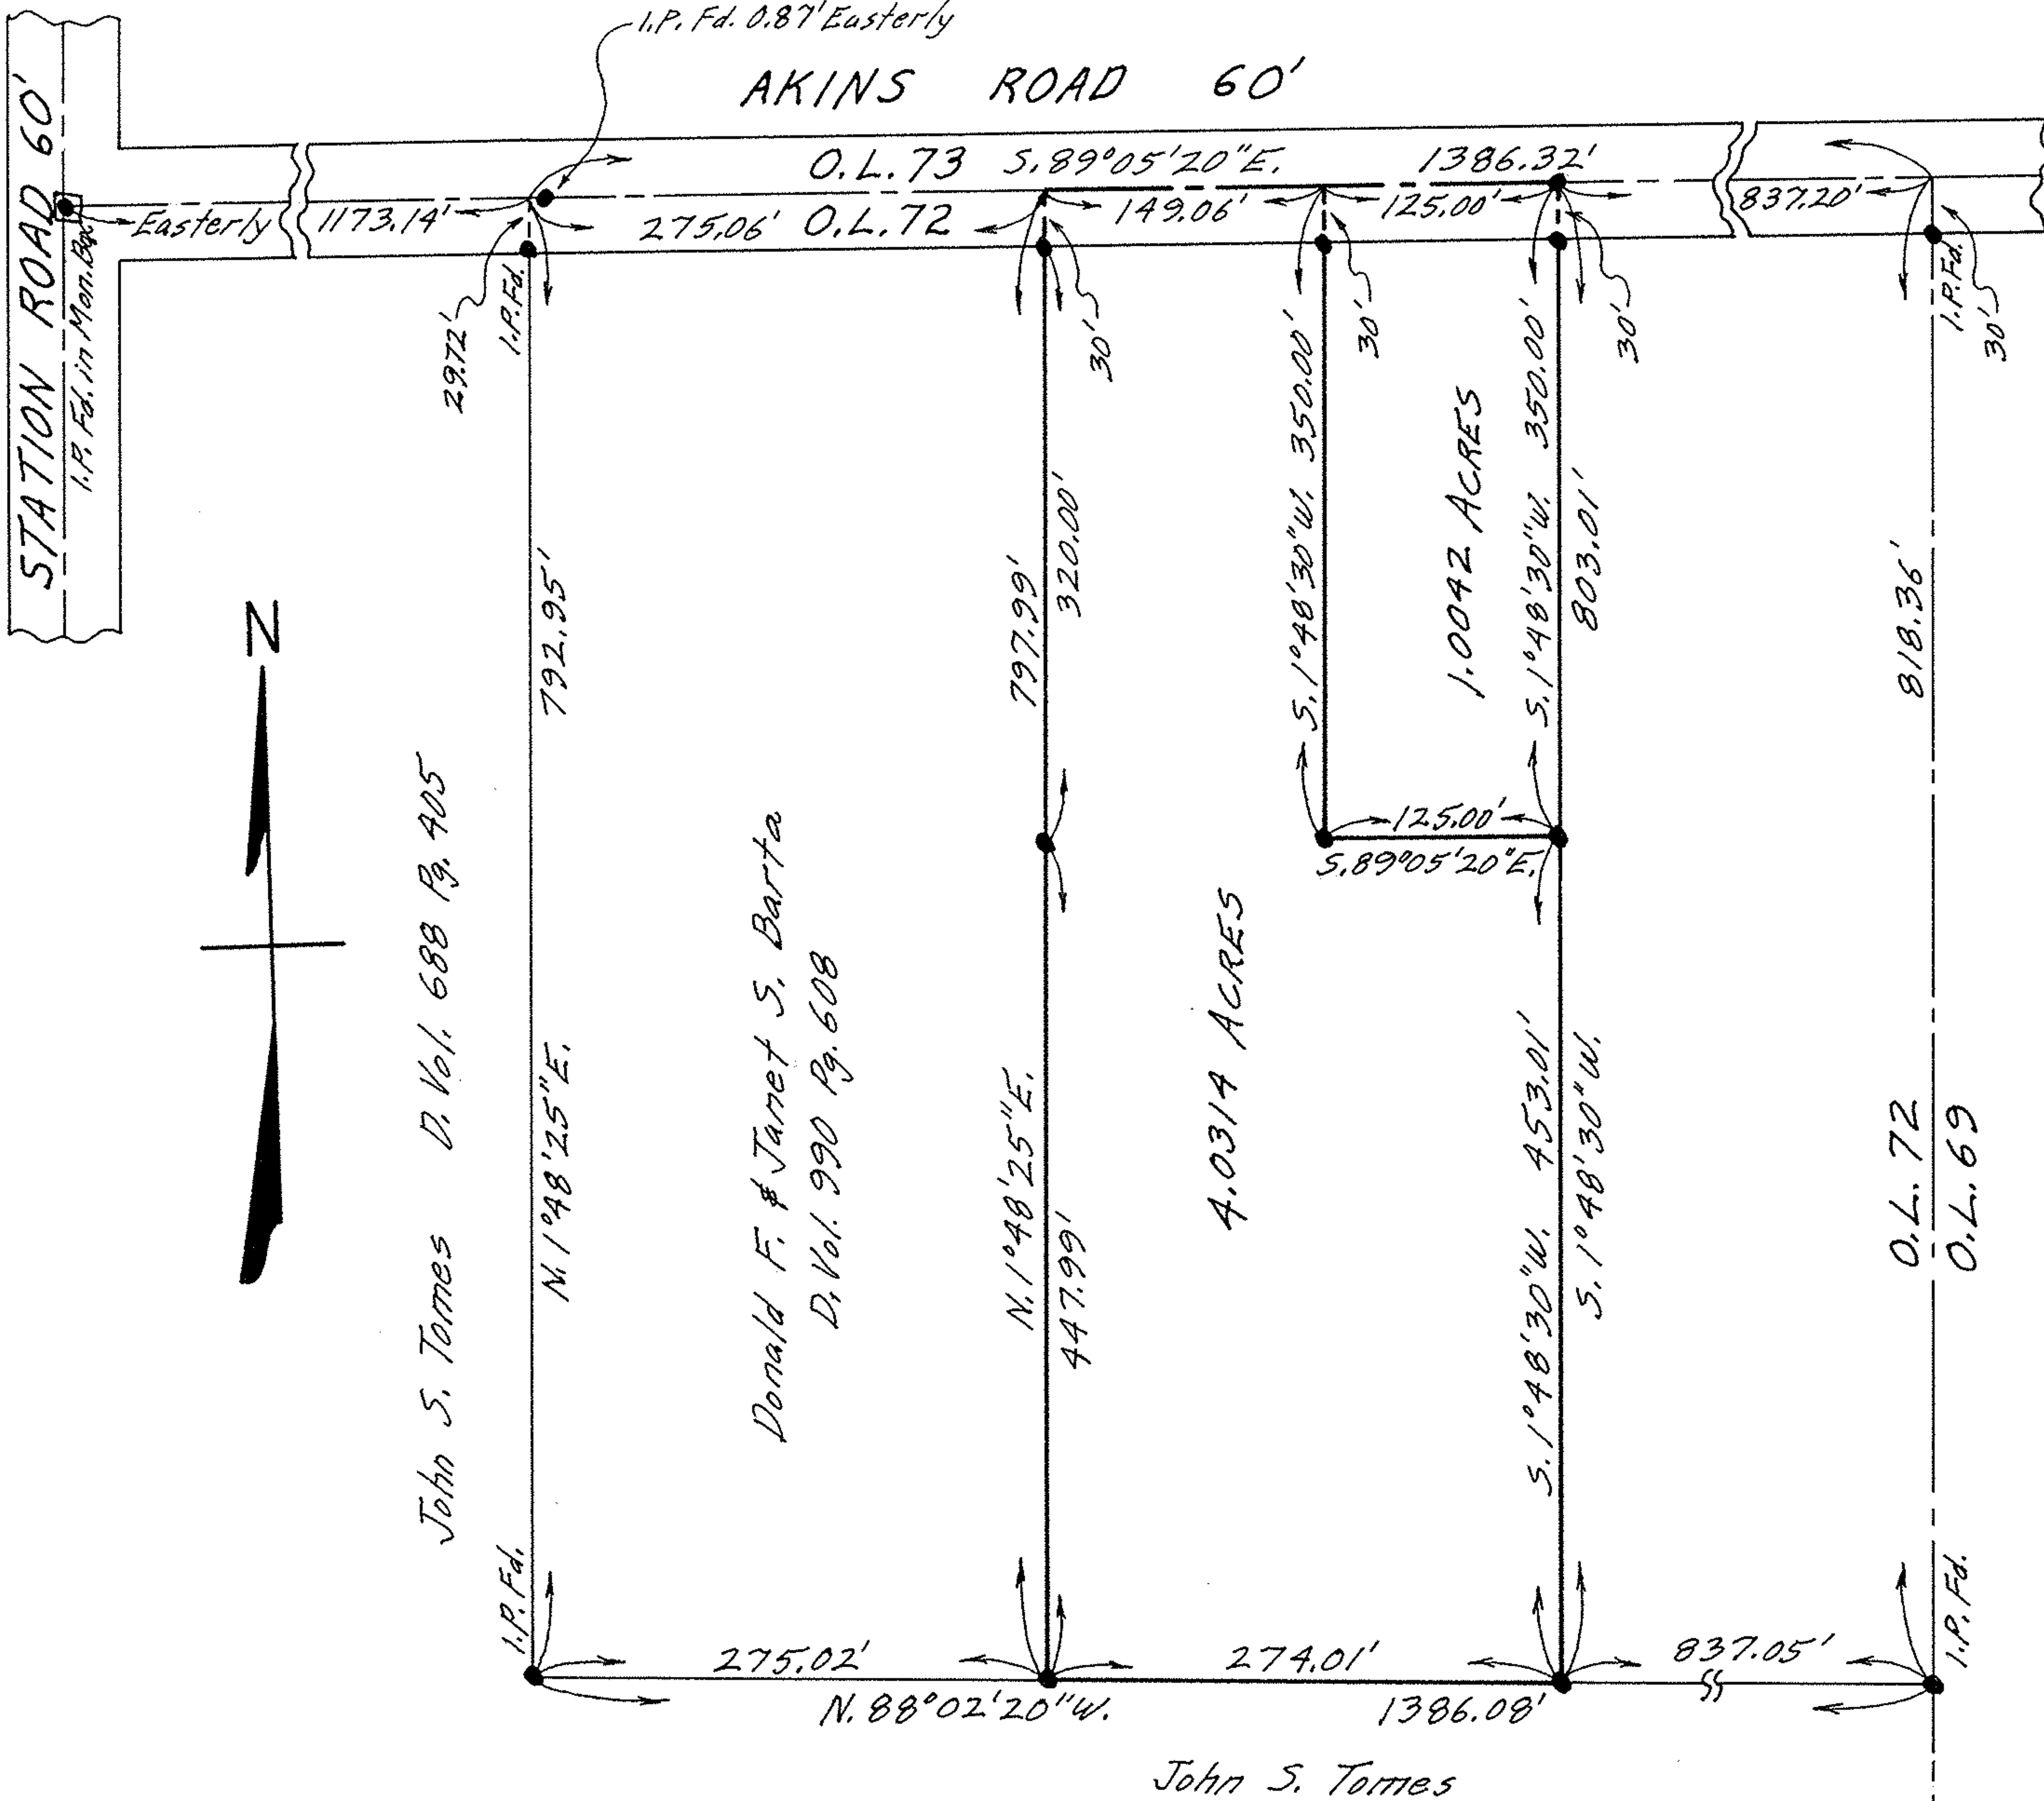 I.P. Fd. 0.87' Easterly
AKINS ROAD 60'
STATION ROAD 60'
I.P. Fd. in Mon. Box
O.L. 73 S. 89°05'20"E. 1386.32'
Easterly 1173.14'
275.06' O.L. 72
149.06'
125.00'
837.20'
29.72'
I.P. Fd.
30'
30'
30'
I.P. Fd.
30'
N
792.95'
N. 1°48'25"E.
797.99'
320.00'
N. 1°48'25"E.
447.99'
S. 1°48'30"W. 350.00'
1.0042 ACRES
S. 1°48'30"W. 350.00'
803.01'
818.36'
125.00'
S. 89°05'20"E.
John S. Tomes D. Vol. 688 Pg. 405
Donald F. & Janet S. Barta
D. Vol. 990 Pg. 608
4.0314 ACRES
S. 1°48'30"W. 453.01'
S. 1°48'30"W.
O.L. 72
O.L. 69
I.P. Fd.
I.P. Fd.
275.02'
274.01'
837.05'
N. 88°02'20"W. 1386.08'
John S. Tomes